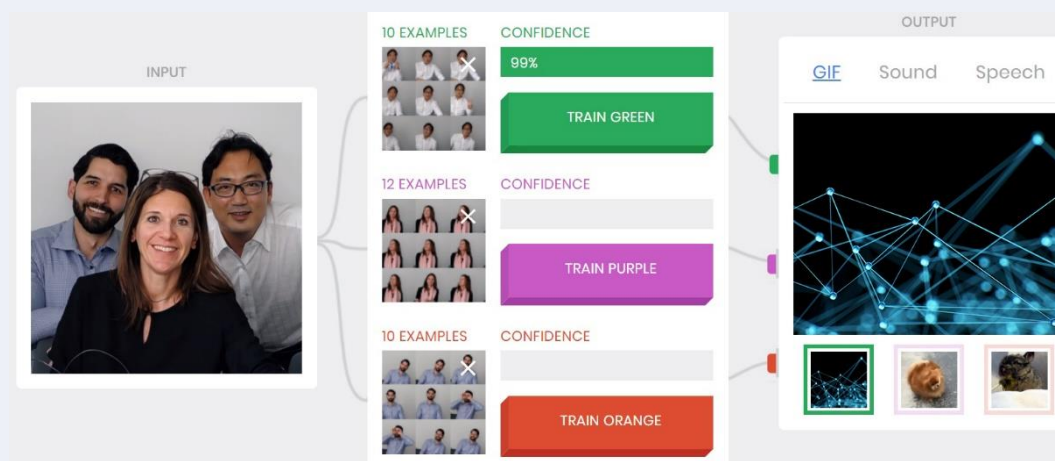 INPUT
10 EXAMPLES
CONFIDENCE
99%
TRAIN GREEN
12 EXAMPLES
CONFIDENCE
TRAIN PURPLE
10 EXAMPLES
CONFIDENCE
TRAIN ORANGE
OUTPUT
GIF Sound Speech